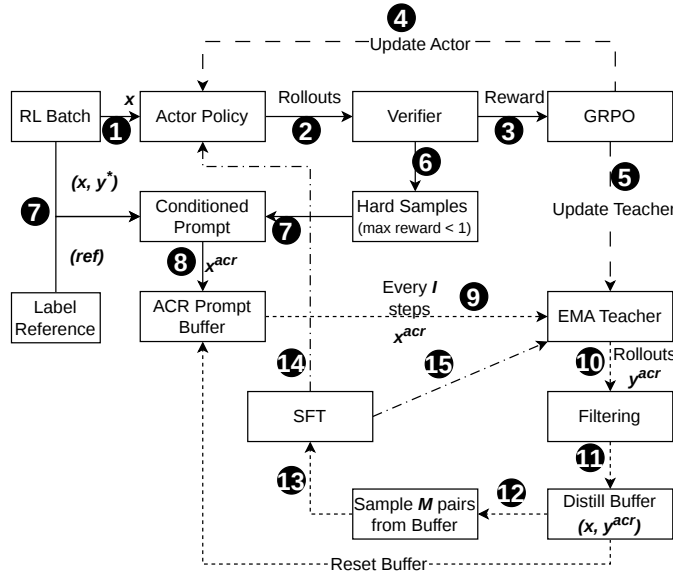 4
Update Actor
RL Batch
x
1
Actor Policy
Rollouts
2
Verifier
Reward
3
GRPO
6
5
Update Teacher
7
(x, y*)
(ref)
Conditioned
Prompt
7
Hard Samples
(max reward < 1)
8
x^acr
Label
Reference
ACR Prompt
Buffer
Every I
steps
x^acr
9
EMA Teacher
15
10
Rollouts
y^acr
14
SFT
Filtering
11
13
Sample M pairs
from Buffer
12
Distill Buffer
(x, y^acr)
Reset Buffer